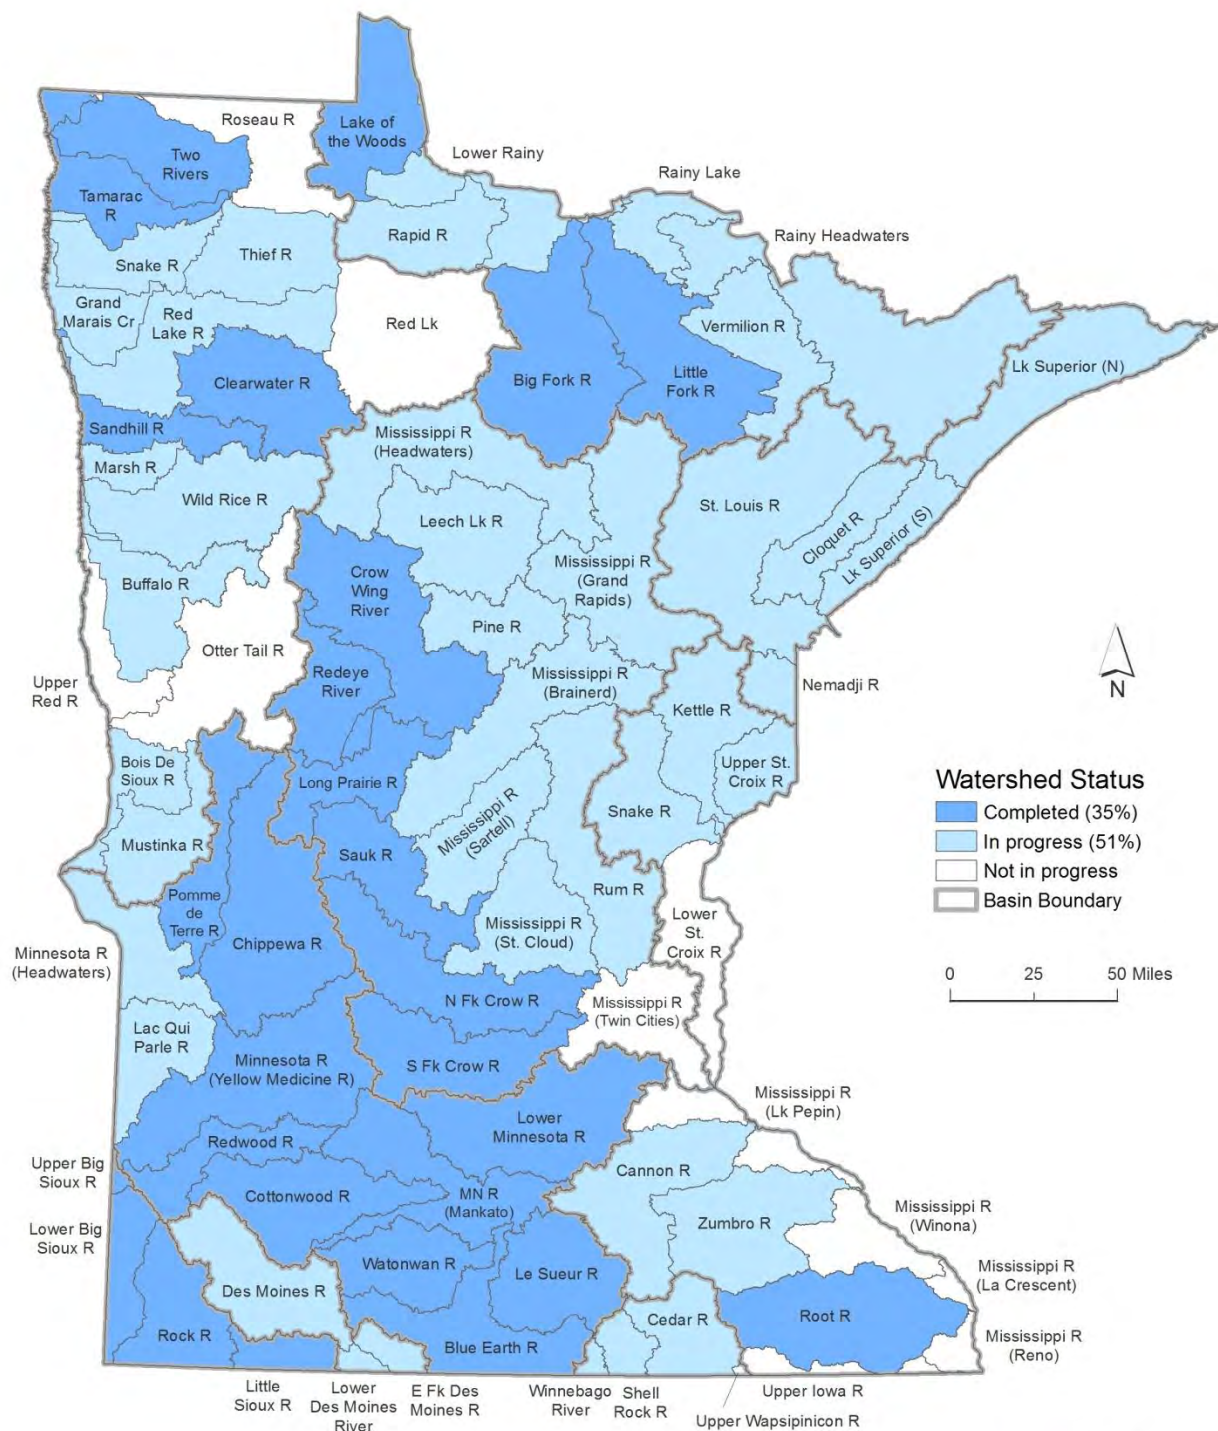 Roseau R
Lake of
the Woods
Two
Rivers
Lower Rainy
Rainy Lake
Tamarac
R
Rapid R
Rainy Headwaters
Snake R
Thief R
Grand
Marais Cr
Red
Lake R
Red Lk
Vermilion R
Clearwater R
Big Fork R
Little
Fork R
Lk Superior (N)
Sandhill R
Mississippi R
(Headwaters)
Marsh R
Wild Rice R
Leech Lk R
St. Louis R
Cloquet R
Lk Superior (S)
Buffalo R
Crow
Wing
River
Mississippi R
(Grand
Rapids)
Pine R
Otter Tail R
Upper
Red R
Redeye
River
Mississippi R
(Brainerd)
Nemadji R
N
Kettle R
Bois De
Sioux R
Long Prairie R
Upper St.
Croix R
Mustinka R
Sauk R
Mississippi R
(Sartell)
Snake R
Watershed Status
Completed (35%)
In progress (51%)
Not in progress
Basin Boundary
Pomme
de
Terre R
Rum R
Minnesota R
(Headwaters)
Chippewa R
Mississippi R
(St. Cloud)
Lower
St.
Croix R
0 25 50 Miles
N Fk Crow R
Mississippi R
(Twin Cities)
Lac Qui
Parle R
Minnesota R
(Yellow Medicine R)
S Fk Crow R
Mississippi R
(Lk Pepin)
Redwood R
Lower
Minnesota R
Upper Big
Sioux R
Cannon R
Cottonwood R
MN R
(Mankato)
Lower Big
Sioux R
Zumbro R
Mississippi R
(Winona)
Watonwan R
Le Sueur R
Mississippi R
(La Crescent)
Des Moines R
Rock R
Cedar R
Root R
Blue Earth R
Mississippi R
(Reno)
Little
Sioux R
Lower
Des Moines
River
E Fk Des
Moines R
Winnebago
River
Shell
Rock R
Upper Iowa R
Upper Wapsipinicon R